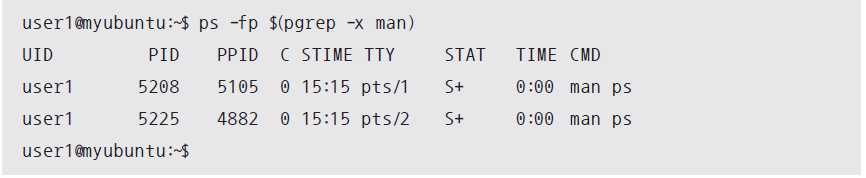 user1@myubuntu:~$ ps -fp $(pgrep -x man)
UID PID PPID C STIME TTY STAT TIME CMD
user1 5208 5105 0 15:15 pts/1 S+ 0:00 man ps
user1 5225 4882 0 15:15 pts/2 S+ 0:00 man ps
user1@myubuntu:~$